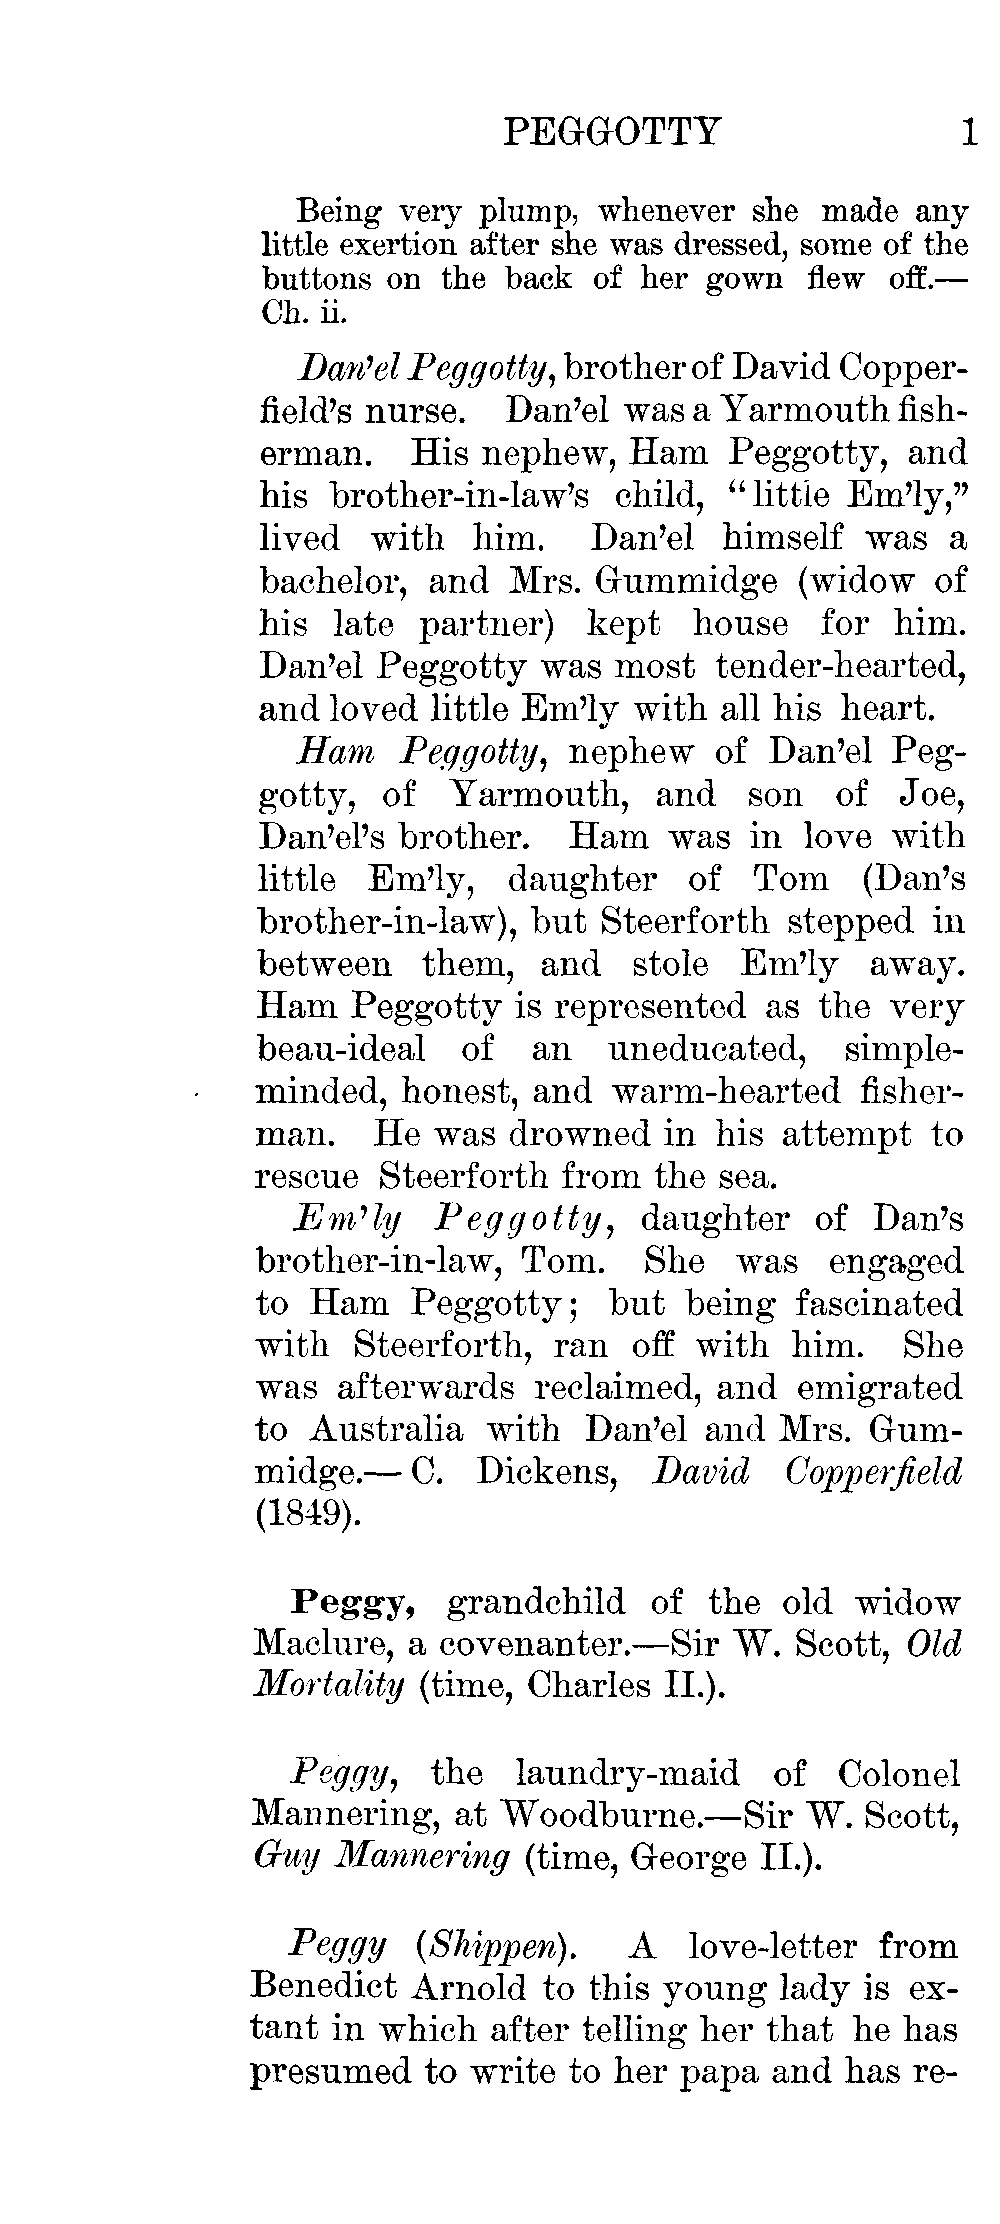 PEGGOTTY 1
Being very plump, whenever she made any
little exertion after she was dressed, some of the
buttons on the back of her gown flew off.—
Ch. ii.
Dan'el Peggotty, brother of David Copper-
field's nurse. Dan'el was a Yarmouth fish-
erman. His nephew, Ham Peggotty, and
his brother-in-law's child, "little Em'ly,"
lived with him. Dan'el himself was a
bachelor, and Mrs. Gummidge (widow of
his late partner) kept house for him.
Dan'el Peggotty was most tender-hearted,
and loved little Em'ly with all his heart.
Ham Peggotty, nephew of Dan'el Peg-
gotty, of Yarmouth, and son of Joe,
Dan'el's brother. Ham was in love with
little Em'ly, daughter of Tom (Dan's
brother-in-law), but Steerforth stepped in
between them, and stole Em'ly away.
Ham Peggotty is represented as the very
beau-ideal of an uneducated, simple-
minded, honest, and warm-hearted fisher-
man. He was drowned in his attempt to
rescue Steerforth from the sea.
Em'ly Peggotty, daughter of Dan's
brother-in-law, Tom. She was engaged
to Ham Peggotty; but being fascinated
with Steerforth, ran off with him. She
was afterwards reclaimed, and emigrated
to Australia with Dan'el and Mrs. Gum-
midge.—C. Dickens, David Copperfield
(1849).
Peggy, grandchild of the old widow
Maclure, a covenanter.—Sir W. Scott, Old
Mortality (time, Charles II.).
Peggy, the laundry-maid of Colonel
Mannering, at Woodburne.—Sir W. Scott,
Guy Mannering (time, George II.).
Peggy (Shippen). A love-letter from
Benedict Arnold to this young lady is ex-
tant in which after telling her that he has
presumed to write to her papa and has re-